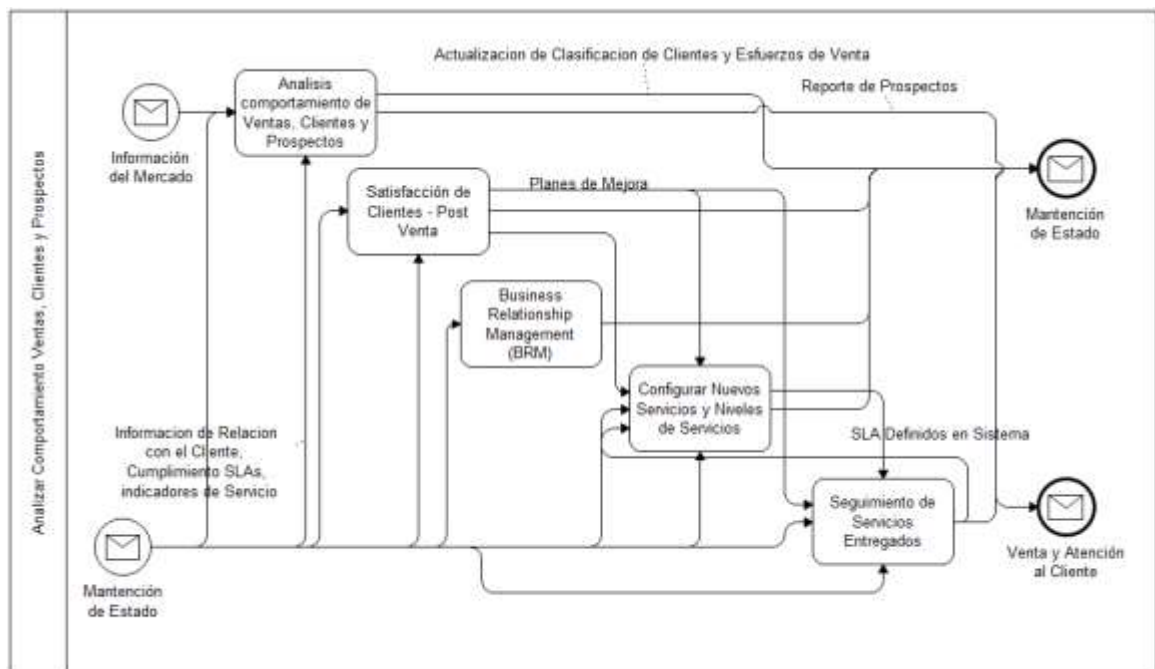 Analizar Comportamiento Ventas, Clientes y Prospectos
Actualizacion de Clasificacion de Clientes y Esfuerzos de Venta
Reporte de Prospectos
Analisis
comportamiento de
Ventas, Clientes y
Prospectos
Información
del Mercado
Satisfacción de
Clientes - Post
Venta
Planes de Mejora
Mantención
de Estado
Business
Relationship
Management
(BRM)
Configurar Nuevos
Servicios y Niveles
de Servicios
Informacion de Relacion
con el Cliente,
Cumplimiento SLAs,
indicadores de Servicio
SLA Definidos en Sistema
Seguimiento de
Servicios
Entregados
Venta y Atención
al Cliente
Mantención
de Estado